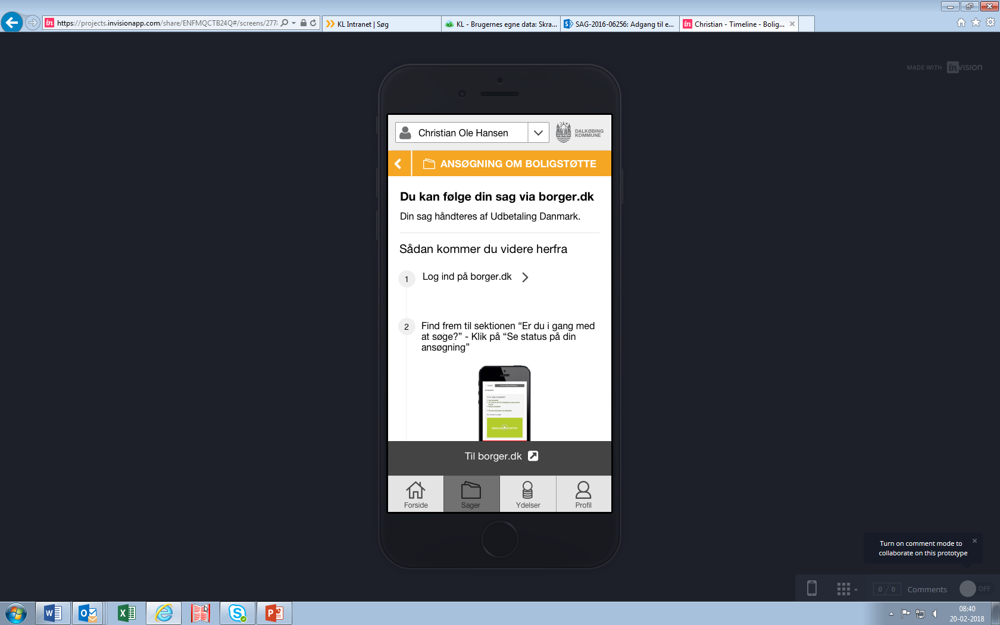 https://projects.invisionapp.com/share/ENFMQCTB24Q#/screens/277
KL Intranet | Søg
KL - Brugernes egne data: Skra...
SAG-2016-06256: Adgang til e...
Christian - Timeline - Bolig...
MADE WITH invision
Christian Ole Hansen
DALKØBING
KOMMUNE
ANSØGNING OM BOLIGSTØTTE
Du kan følge din sag via borger.dk
Din sag håndteres af Udbetaling Danmark.
Sådan kommer du videre herfra
1 Log ind på borger.dk
2 Find frem til sektionen “Er du i gang med
at søge?” - Klik på “Se status på din
ansøgning”
Til borger.dk
Forside
Sager
Ydelser
Profil
Turn on comment mode to
collaborate on this prototype
0 / 0 Comments OFF
08:40
20-02-2018